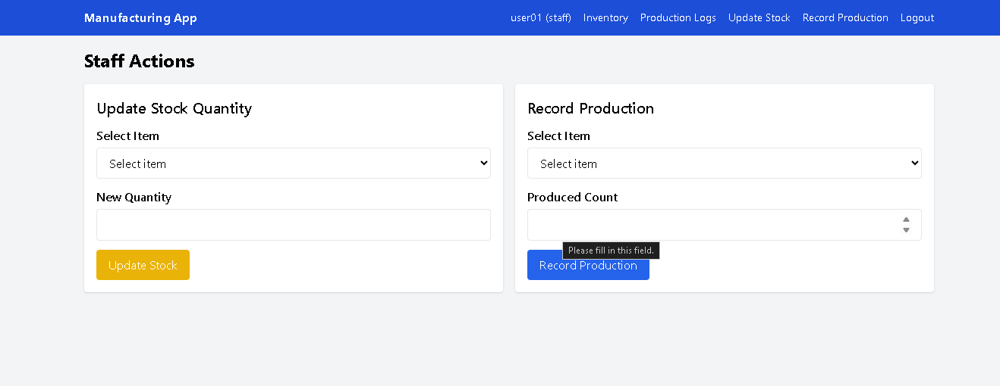 Manufacturing App
user01 (staff) Inventory Production Logs Update Stock Record Production Logout
Staff Actions
Update Stock Quantity
Select Item
Select item
New Quantity
Update Stock
Record Production
Select Item
Select item
Produced Count
Please fill in this field.
Record Production